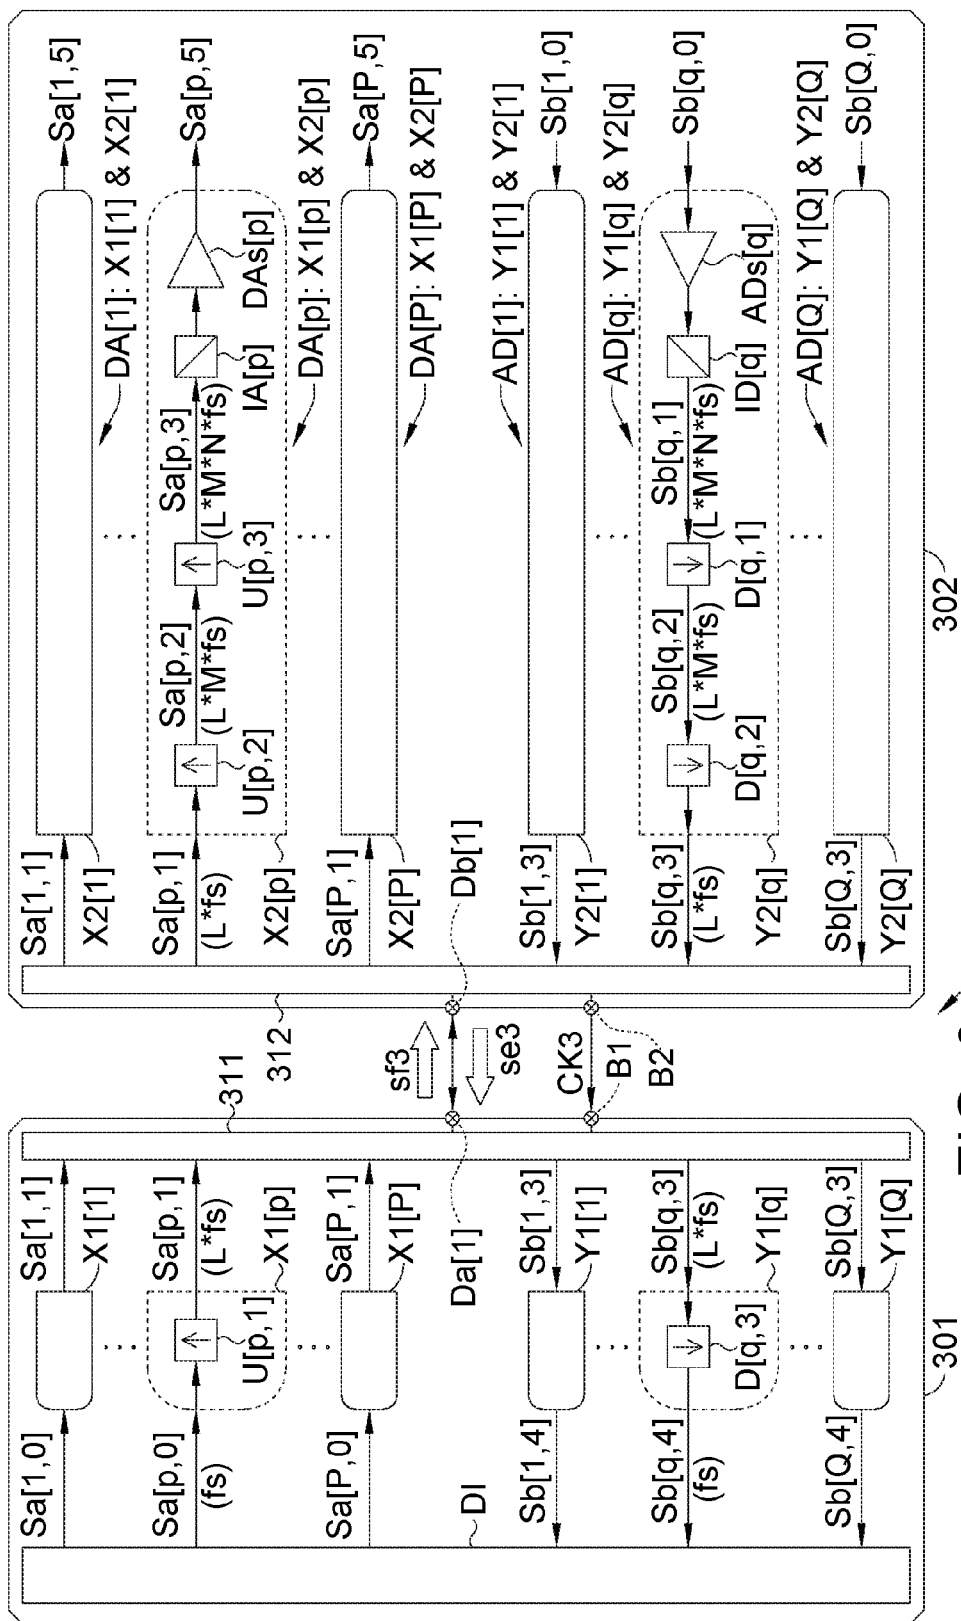 Sa[1,0]
Sa[1,1]
Sa[1,1]
Sa[1,5]
X1[1]
X2[1]
DA[1]: X1[1] & X2[1]
Sa[p,0]
(fs)
Sa[p,1]
(L*fs)
Sa[p,1]
(L*fs)
Sa[p,2]
(L*M*fs)
Sa[p,3]
(L*M*N*fs)
Sa[p,5]
U[p,1]
X1[p]
X2[p]
U[p,2]
U[p,3]
IA[p]
DAs[p]
DA[p]: X1[p] & X2[p]
Sa[P,0]
Sa[P,1]
Sa[P,1]
Sa[P,5]
X1[P]
X2[P]
DA[P]: X1[P] & X2[P]
311
312
sf3
se3
Da[1]
Db[1]
DI
CK3
B1
B2
AD[1]: Y1[1] & Y2[1]
Sb[1,4]
Sb[1,3]
Sb[1,3]
Sb[1,0]
Y1[1]
Y2[1]
AD[q]: Y1[q] & Y2[q]
Sb[q,4]
(fs)
Sb[q,3]
(L*fs)
Sb[q,3]
(L*fs)
Sb[q,2]
(L*M*fs)
Sb[q,1]
(L*M*N*fs)
Sb[q,0]
D[q,3]
Y1[q]
Y2[q]
D[q,2]
D[q,1]
ID[q]
ADs[q]
AD[Q]: Y1[Q] & Y2[Q]
Sb[Q,4]
Sb[Q,3]
Sb[Q,3]
Sb[Q,0]
Y1[Q]
Y2[Q]
301
302